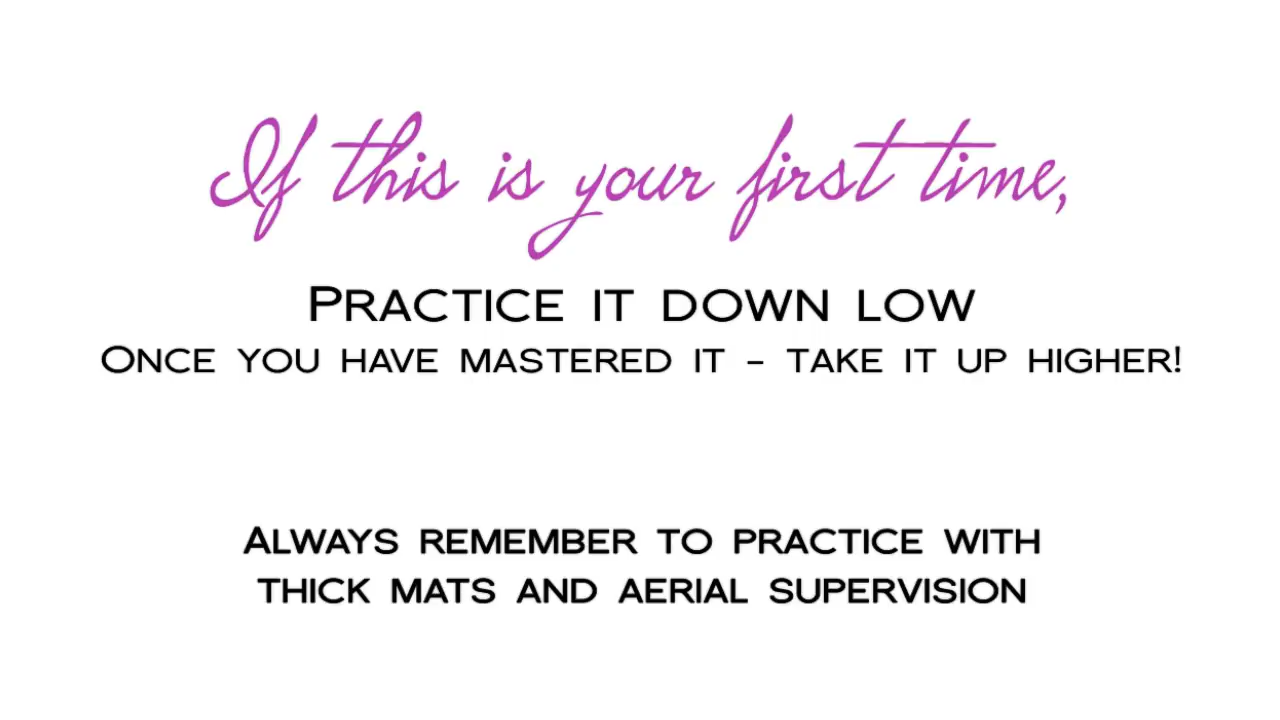 If this is your first time,
Practice it down low
Once you have mastered it - take it up higher!
Always remember to practice with
thick mats and aerial supervision